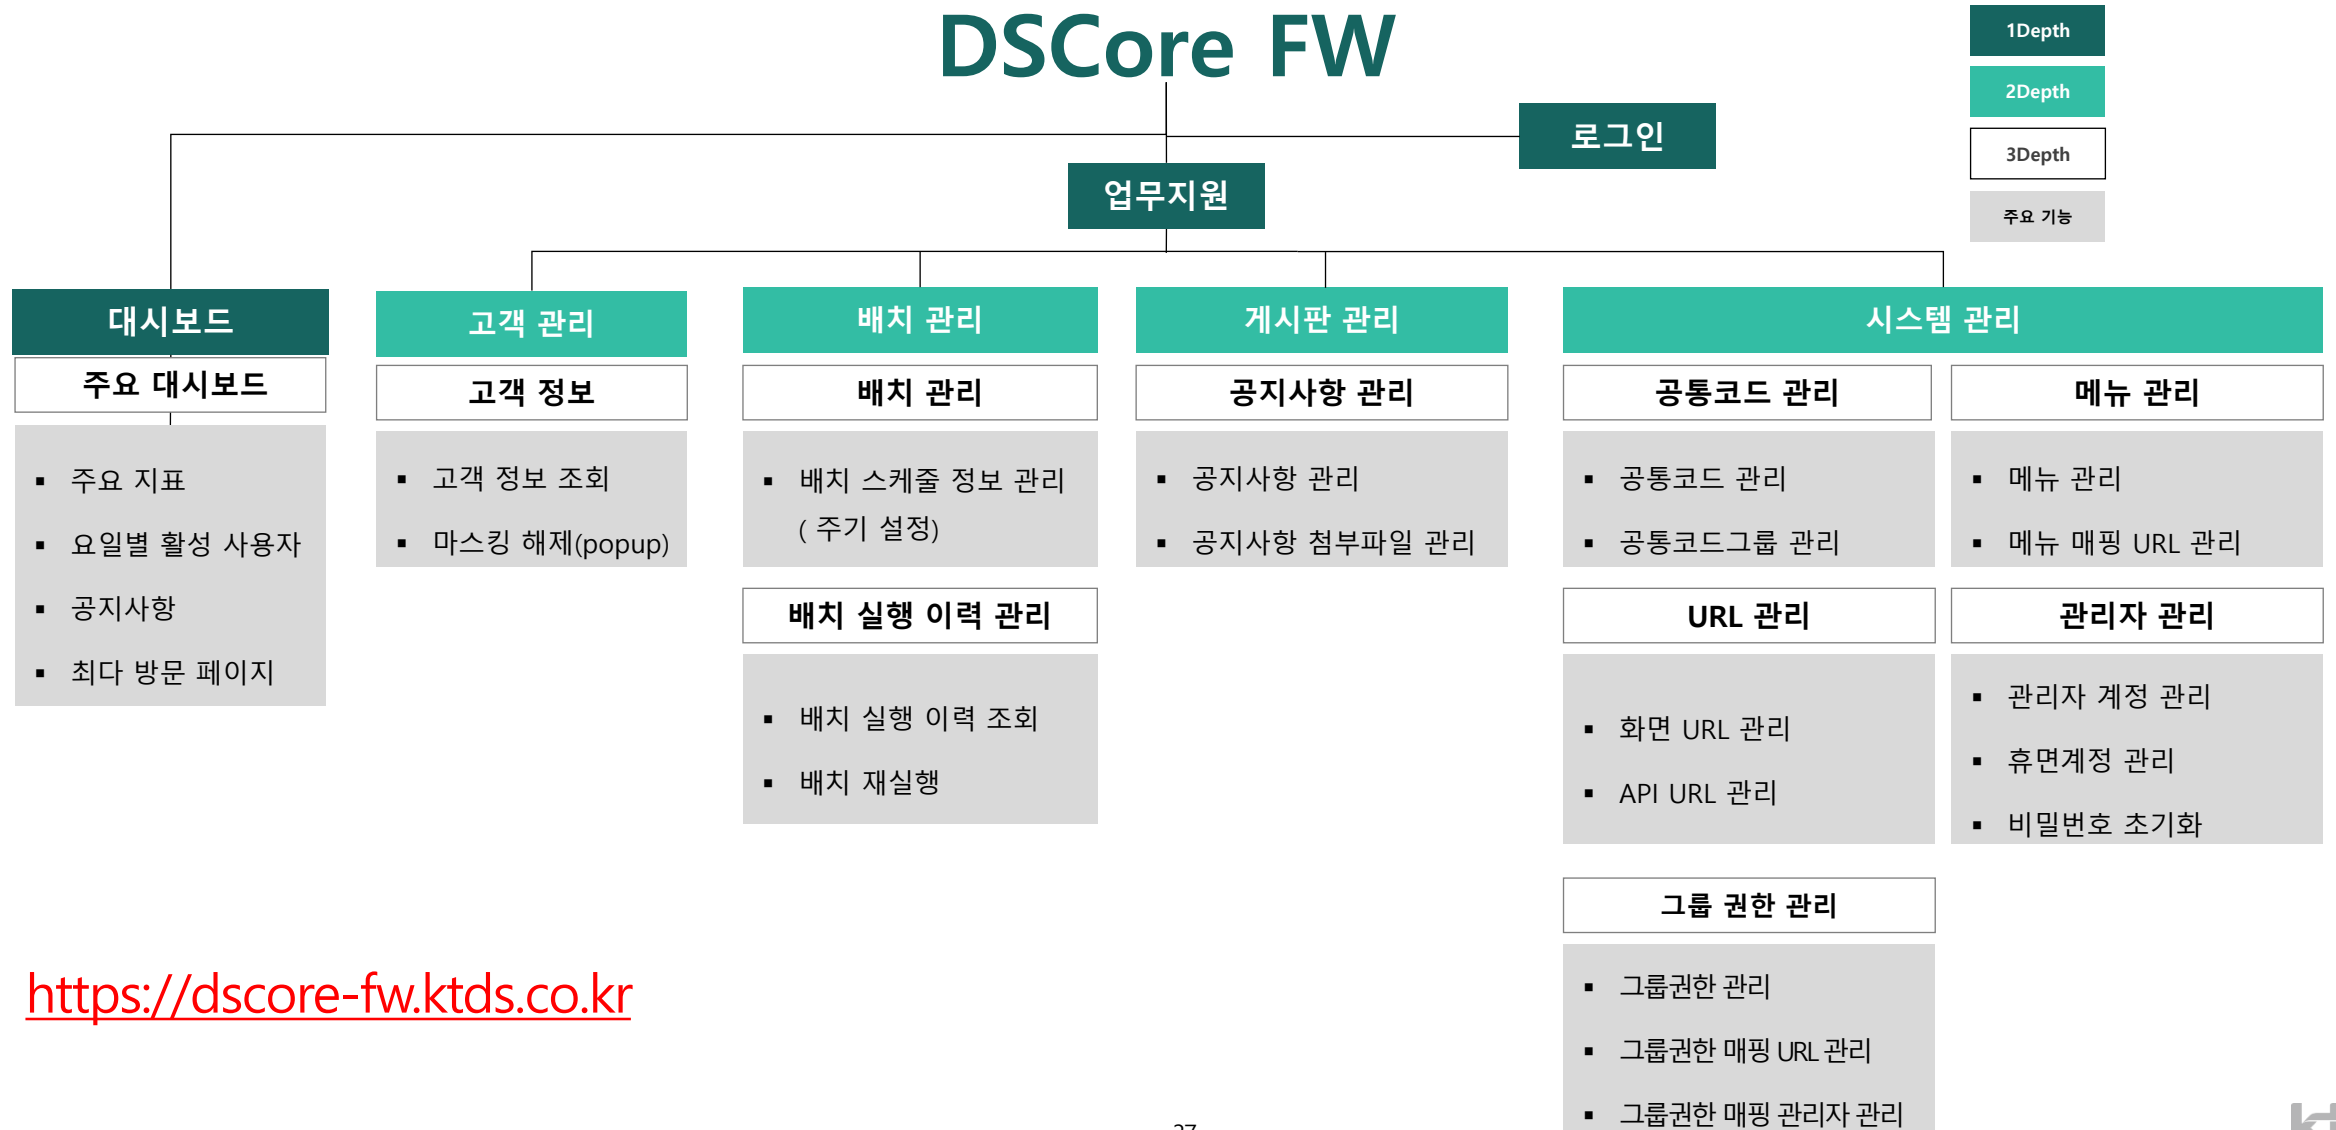 DSCore FW
1Depth
2Depth
3Depth
주요 기능
로그인
업무지원
대시보드
주요 대시보드
▪ 주요 지표
▪ 요일별 활성 사용자
▪ 공지사항
▪ 최다 방문 페이지
고객 관리
고객 정보
▪ 고객 정보 조회
▪ 마스킹 해제(popup)
배치 관리
배치 관리
▪ 배치 스케줄 정보 관리
( 주기 설정)
배치 실행 이력 관리
▪ 배치 실행 이력 조회
▪ 배치 재실행
게시판 관리
공지사항 관리
▪ 공지사항 관리
▪ 공지사항 첨부파일 관리
시스템 관리
공통코드 관리
▪ 공통코드 관리
▪ 공통코드그룹 관리
메뉴 관리
▪ 메뉴 관리
▪ 메뉴 매핑 URL 관리
URL 관리
▪ 화면 URL 관리
▪ API URL 관리
관리자 관리
▪ 관리자 계정 관리
▪ 휴면계정 관리
▪ 비밀번호 초기화
그룹 권한 관리
▪ 그룹권한 관리
▪ 그룹권한 매핑 URL 관리
▪ 그룹권한 매핑 관리자 관리
https://dscore-fw.ktds.co.kr